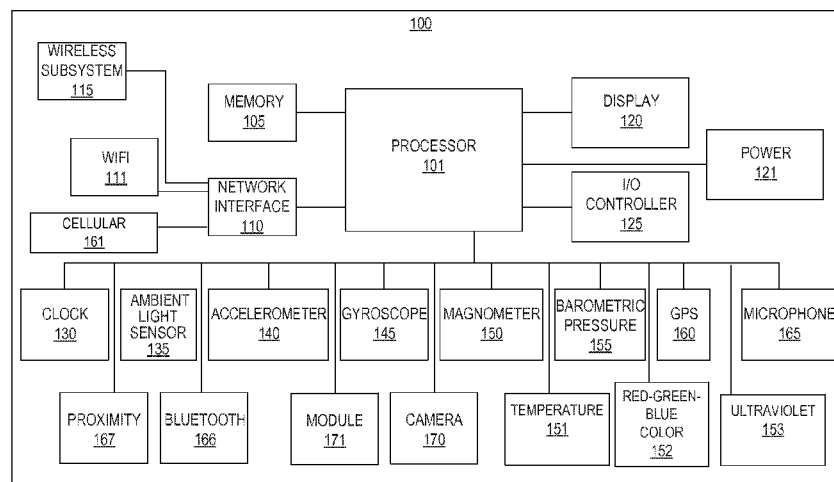 100
WIRELESS
SUBSYSTEM
115
MEMORY
105
PROCESSOR
101
DISPLAY
120
WIFI
111
POWER
121
NETWORK
INTERFACE
110
I/O
CONTROLLER
125
CELLULAR
161
CLOCK
130
AMBIENT
LIGHT
SENSOR
135
ACCELEROMETER
140
GYROSCOPE
145
MAGNOMETER
150
BAROMETRIC
PRESSURE
155
GPS
160
MICROPHONE
165
PROXIMITY
167
BLUETOOTH
166
MODULE
171
CAMERA
170
TEMPERATURE
151
RED-GREEN-
BLUE
COLOR
152
ULTRAVIOLET
153